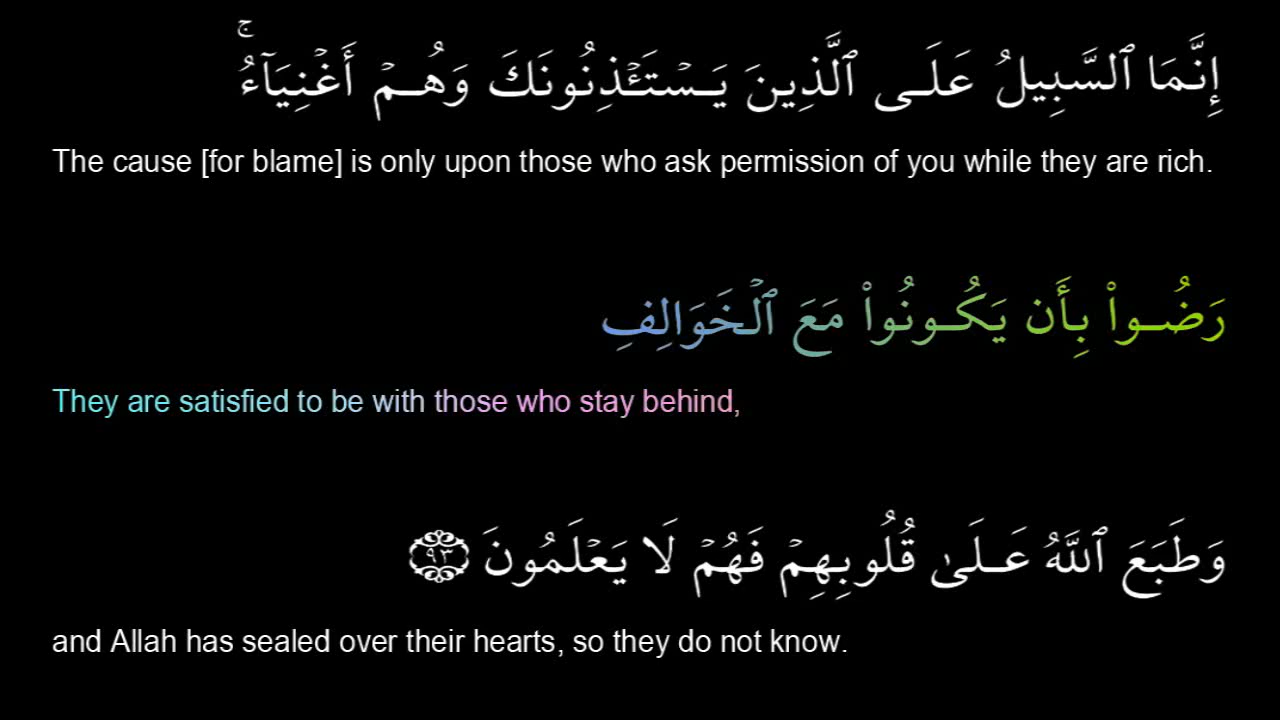 إِنَّمَا ٱلسَّبِيلُ عَلَى ٱلَّذِينَ يَسْتَـْٔذِنُونَكَ وَهُمْ أَغْنِيَآءُ ۚ
The cause [for blame] is only upon those who ask permission of you while they are rich.
رَضُوا۟ بِأَن يَكُونُوا۟ مَعَ ٱلْخَوَالِفِ
They are satisfied to be with those who stay behind,
وَطَبَعَ ٱللَّهُ عَلَىٰ قُلُوبِهِمْ فَهُمْ لَا يَعْلَمُونَ ٩٣
and Allah has sealed over their hearts, so they do not know.